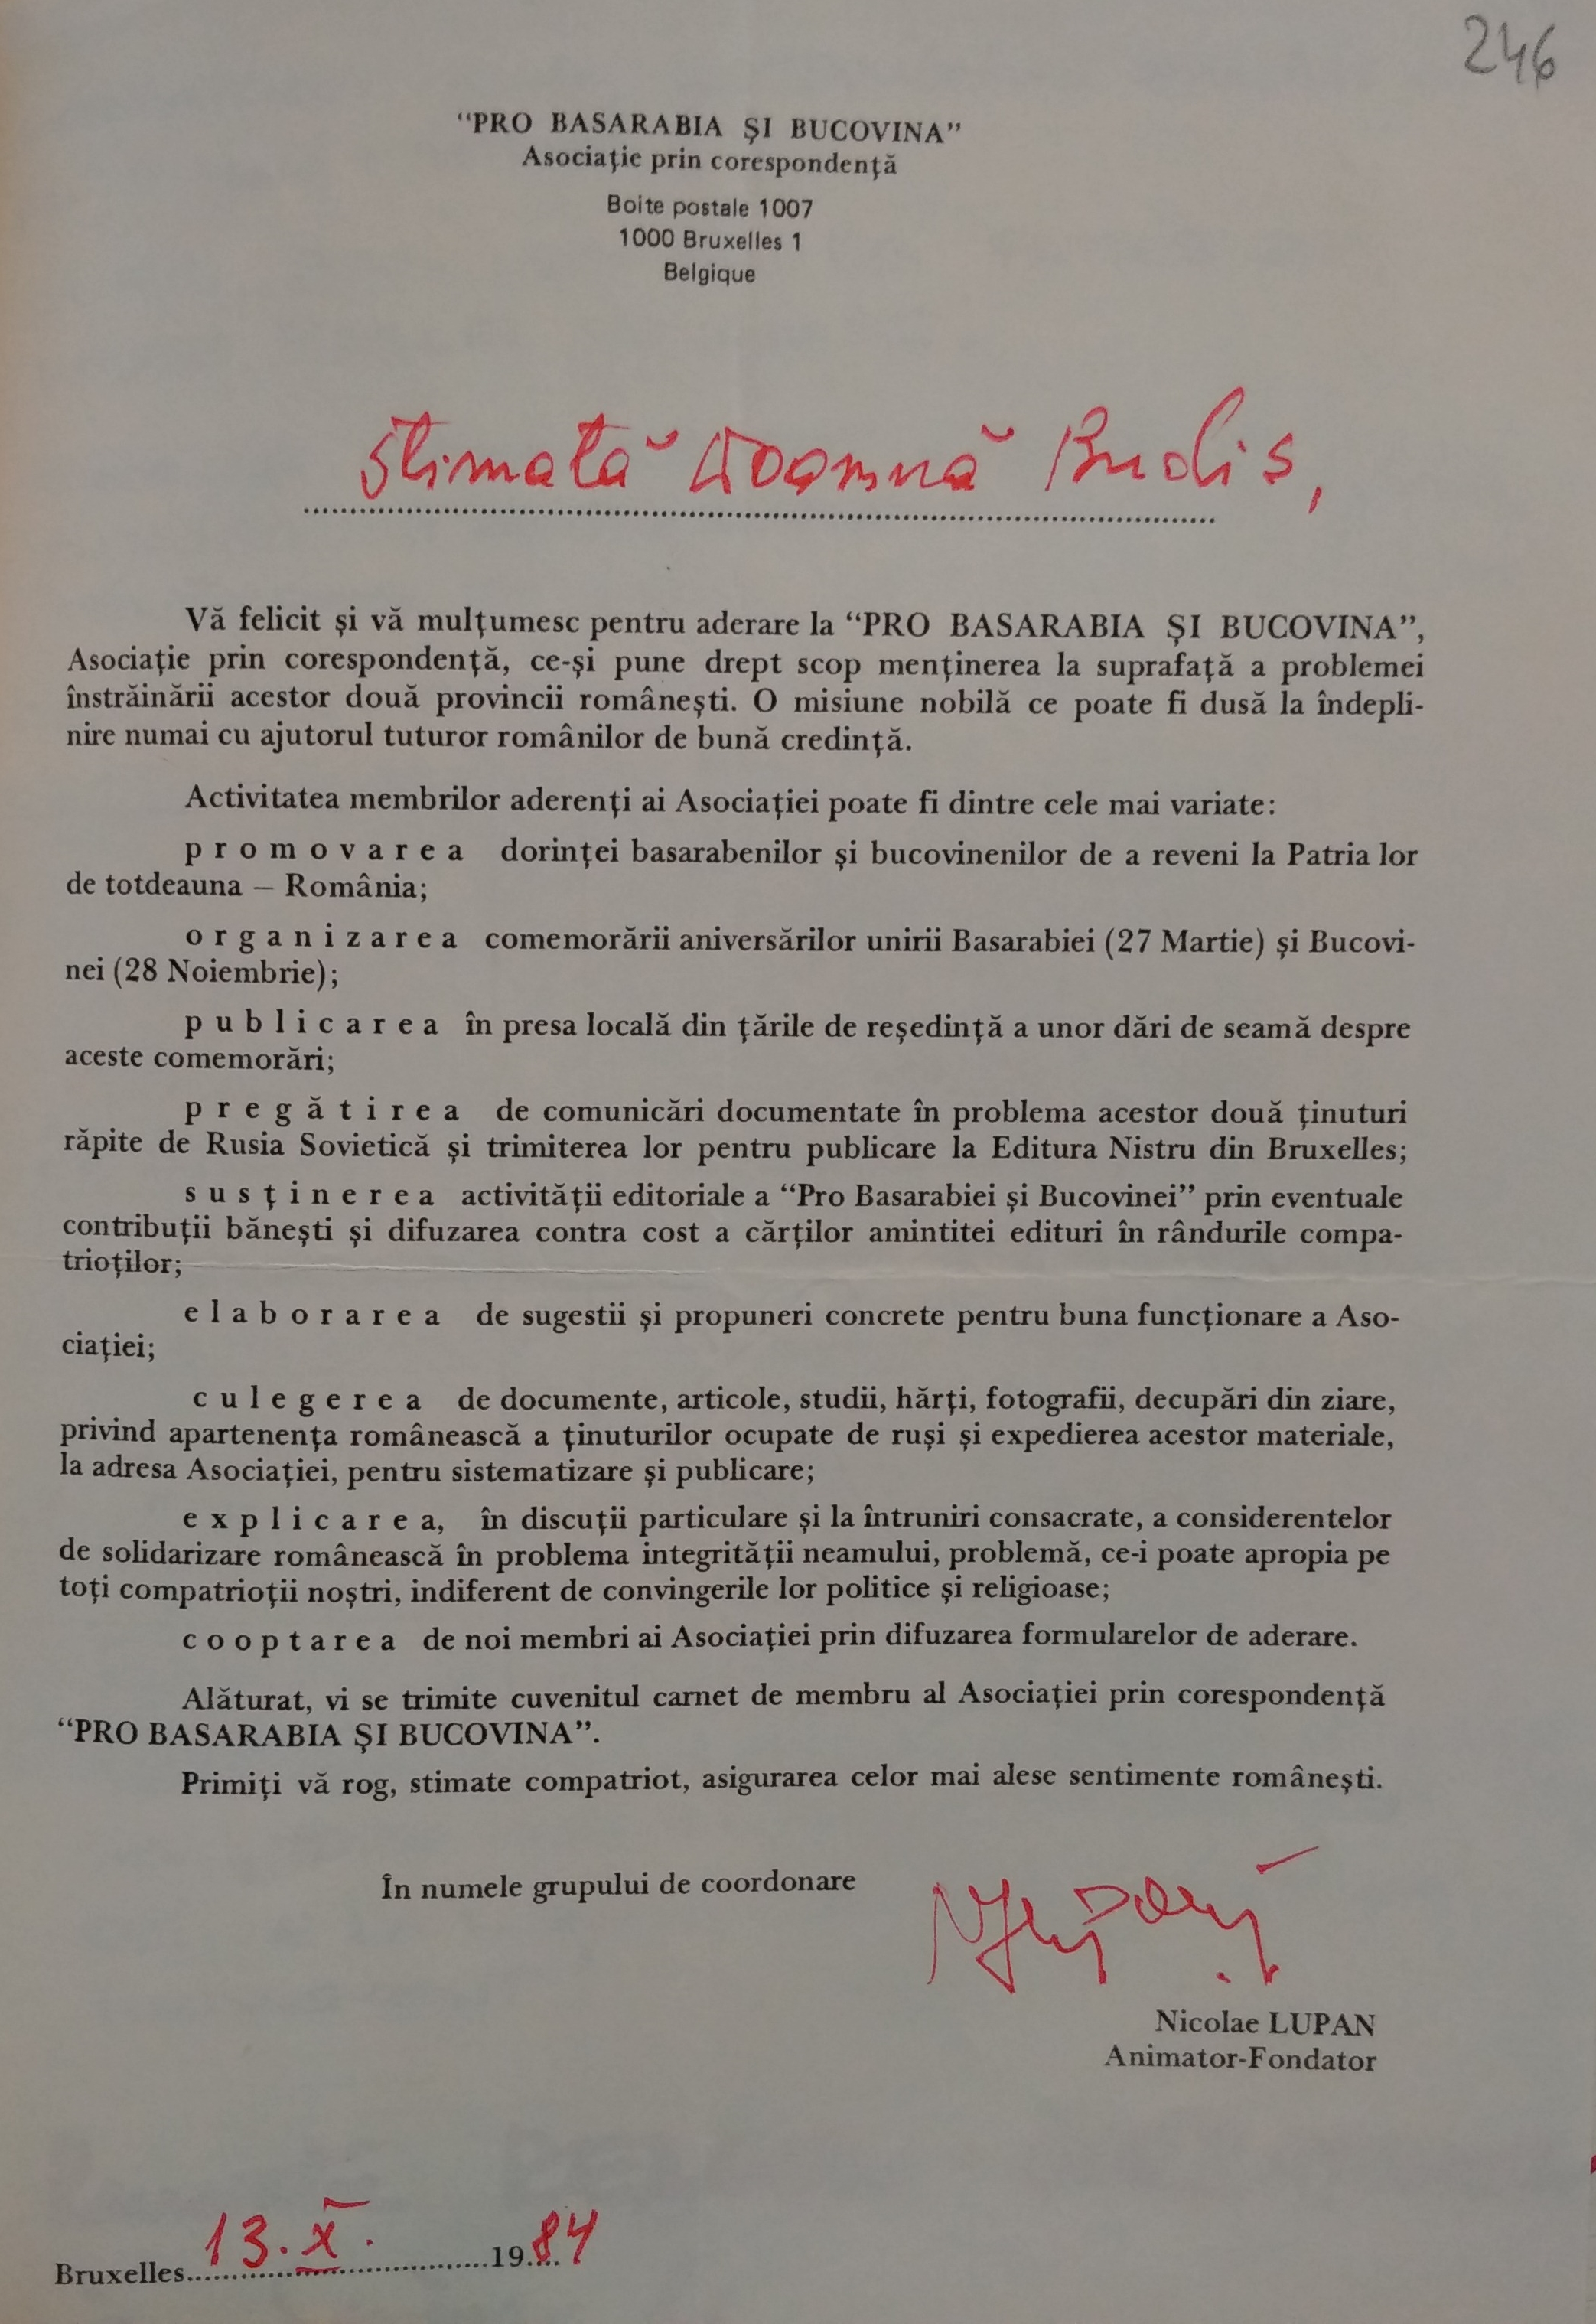 246
“PRO BASARABIA ŞI BUCOVINA”
Asociaţie prin corespondenţă
Boite postale 1007
1000 Bruxelles 1
Belgique
Stimată Doamnă Budis,
Vă felicit şi vă mulţumesc pentru aderare la “PRO BASARABIA ŞI BUCOVINA”,
Asociaţie prin corespondenţă, ce-şi pune drept scop menţinerea la suprafaţă a problemei
înstrăinării acestor două provincii româneşti. O misiune nobilă ce poate fi dusă la îndepli-
nire numai cu ajutorul tuturor românilor de bună credinţă.
Activitatea membrilor aderenţi ai Asociaţiei poate fi dintre cele mai variate:
p r o m o v a r e a dorinţei basarabenilor şi bucovinenilor de a reveni la Patria lor
de totdeauna – România;
o r g a n i z a r e a comemorării aniversărilor unirii Basarabiei (27 Martie) şi Bucovi-
nei (28 Noiembrie);
p u b l i c a r e a în presa locală din ţările de reşedinţă a unor dări de seamă despre
aceste comemorări;
p r e g ă t i r e a de comunicări documentate în problema acestor două ţinuturi
răpite de Rusia Sovietică şi trimiterea lor pentru publicare la Editura Nistru din Bruxelles;
s u s ţ i n e r e a activităţii editoriale a “Pro Basarabiei şi Bucovinei” prin eventuale
contribuţii băneşti şi difuzarea contra cost a cărţilor amintitei edituri în rândurile compa-
trioţilor;
e l a b o r a r e a de sugestii şi propuneri concrete pentru buna funcţionare a Aso-
ciaţiei;
c u l e g e r e a de documente, articole, studii, hărţi, fotografii, decupări din ziare,
privind apartenenţa românească a ţinuturilor ocupate de ruşi şi expedierea acestor materiale,
la adresa Asociaţiei, pentru sistematizare şi publicare;
e x p l i c a r e a, în discuţii particulare şi la întruniri consacrate, a considerentelor
de solidarizare românească în problema integrităţii neamului, problemă, ce-i poate apropia pe
toţi compatrioţii noştri, indiferent de convingerile lor politice şi religioase;
c o o p t a r e a de noi membri ai Asociaţiei prin difuzarea formularelor de aderare.
Alăturat, vi se trimite cuvenitul carnet de membru al Asociaţiei prin corespondenţă
“PRO BASARABIA ŞI BUCOVINA”.
Primiţi vă rog, stimate compatriot, asigurarea celor mai alese sentimente româneşti.
În numele grupului de coordonare
Nicolae LUPAN
Animator-Fondator
Bruxelles 13.X. 1984